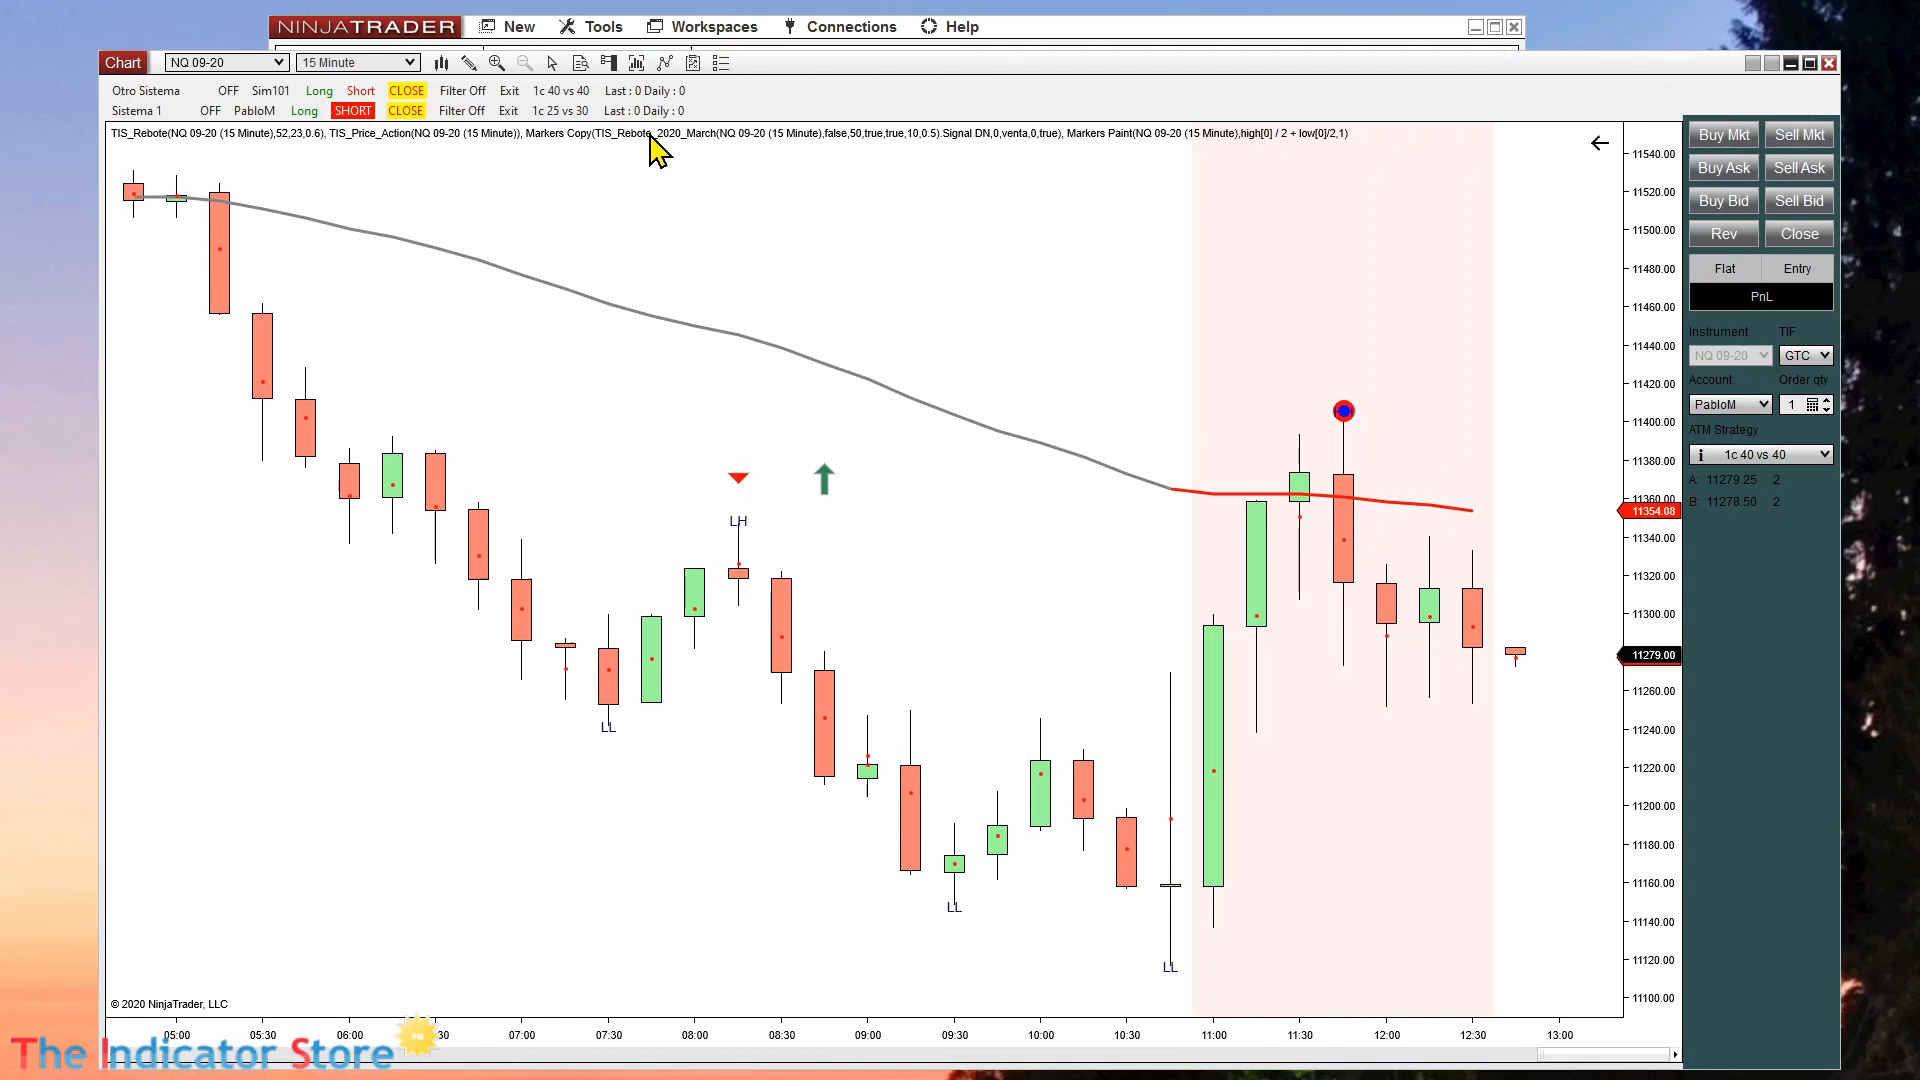 NINJATRADER New Tools Workspaces Connections Help
Chart NQ 09-20 15 Minute
Otro Sistema OFF Sim101 Long Short CLOSE Filter Off Exit 1c 40 vs 40 Last : 0 Daily : 0
Sistema 1 OFF PabloM Long SHORT CLOSE Filter Off Exit 1c 25 vs 30 Last : 0 Daily : 0
TIS_Rebote(NQ 09-20 (15 Minute),52,23,0.6), TIS_Price_Action(NQ 09-20 (15 Minute)), Markers Copy(TIS_Rebote_2020_March(NQ 09-20 (15 Minute),false,50,true,true,10,0.5).Signal DN,0,venta,0,true), Markers Paint(NQ 09-20 (15 Minute),high[0] / 2 + low[0]/2,1)
11540.00
11520.00
11500.00
11480.00
11460.00
11440.00
11420.00
11400.00
11380.00
11360.00
11354.08
11340.00
11320.00
11300.00
11279.00
11260.00
11240.00
11220.00
11200.00
11180.00
11160.00
11140.00
11120.00
11100.00
LH
LL
LL
LL
© 2020 NinjaTrader, LLC
05:00 05:30 06:00 :30 07:00 07:30 08:00 08:30 09:00 09:30 10:00 10:30 11:00 11:30 12:00 12:30 13:00
Buy Mkt Sell Mkt
Buy Ask Sell Ask
Buy Bid Sell Bid
Rev Close
Flat Entry
PnL
Instrument TIF
NQ 09-20 GTC
Account Order qty
PabloM 1
ATM Strategy
1c 40 vs 40
A: 11279.25 2
B: 11278.50 2
The Indicator Store